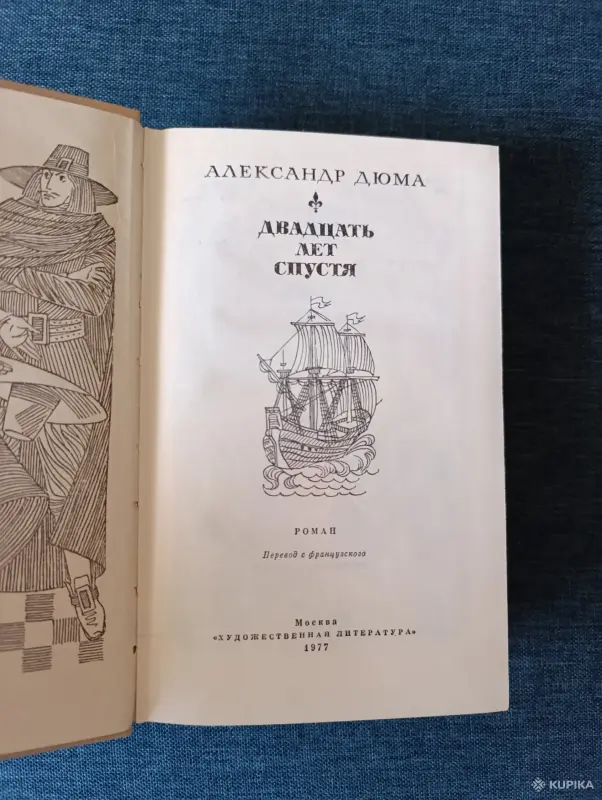 АЛЕКСАНДР ДЮМА
ДВАДЦАТЬ
ЛЕТ
СПУСТЯ
РОМАН
Перевод с французского
Москва
«ХУДОЖЕСТВЕННАЯ ЛИТЕРАТУРА»
1977
KUPIKA